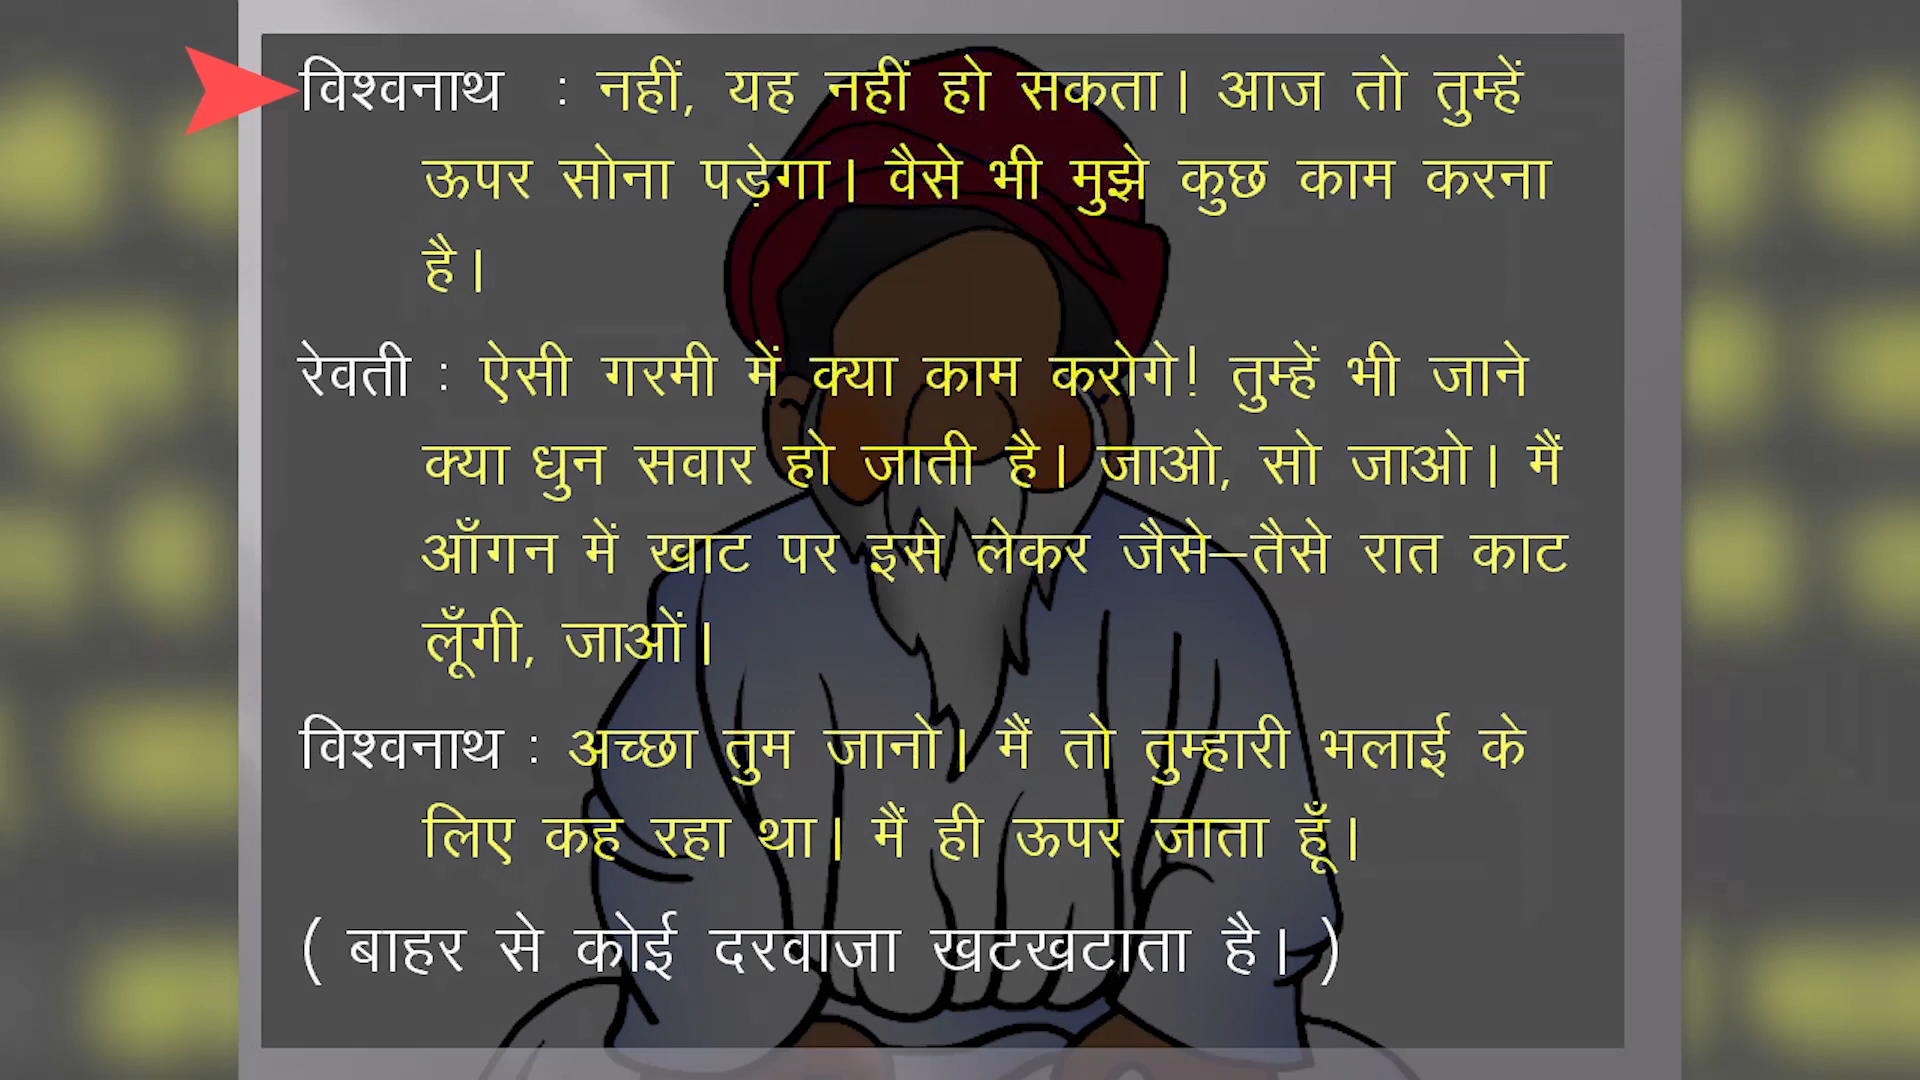 विश्वनाथ : नहीं, यह नहीं हो सकता। आज तो तुम्हें
ऊपर सोना पड़ेगा। वैसे भी मुझे कुछ काम करना
है।
रेवती : ऐसी गरमी में क्या काम करोगे! तुम्हें भी जाने
क्या धुन सवार हो जाती है। जाओ, सो जाओ। मैं
आँगन में खाट पर इसे लेकर जैसे–तैसे रात काट
लूँगी, जाओं।
विश्वनाथ : अच्छा तुम जानो। मैं तो तुम्हारी भलाई के
लिए कह रहा था। मैं ही ऊपर जाता हूँ।
( बाहर से कोई दरवाजा खटखटाता है। )